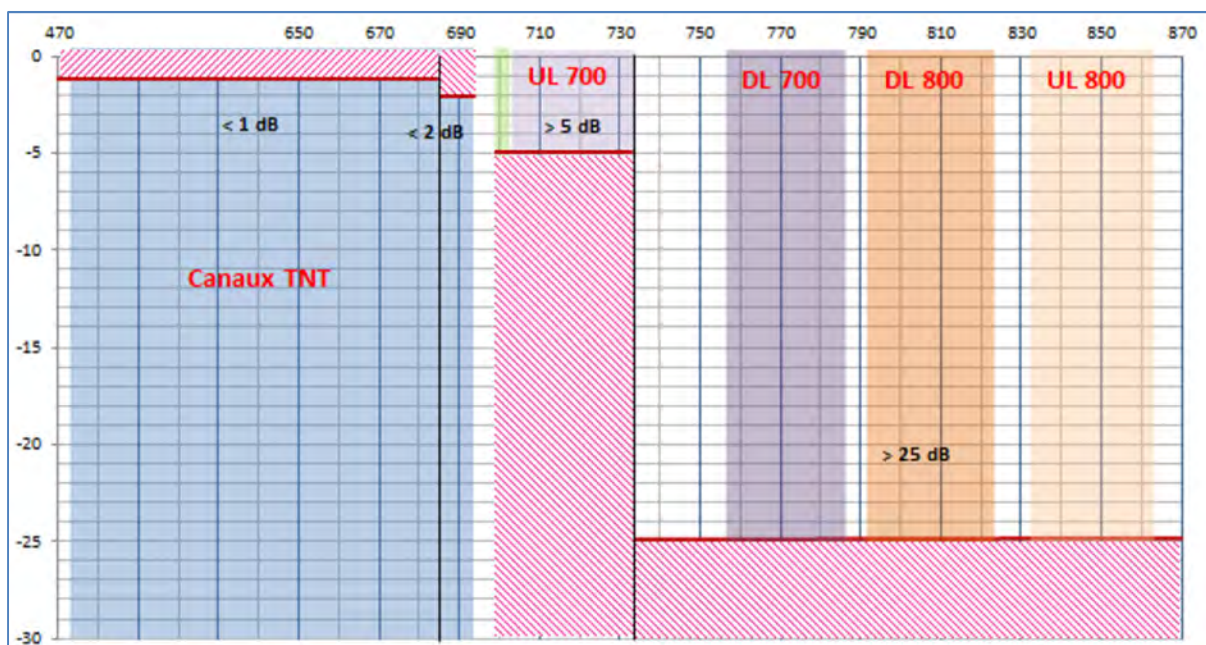 470 650 670 690 710 730 750 770 790 810 830 850 870
0
UL 700 DL 700 DL 800 UL 800
< 1 dB < 2 dB > 5 dB
-5
-10
Canaux TNT
-15
-20
> 25 dB
-25
-30